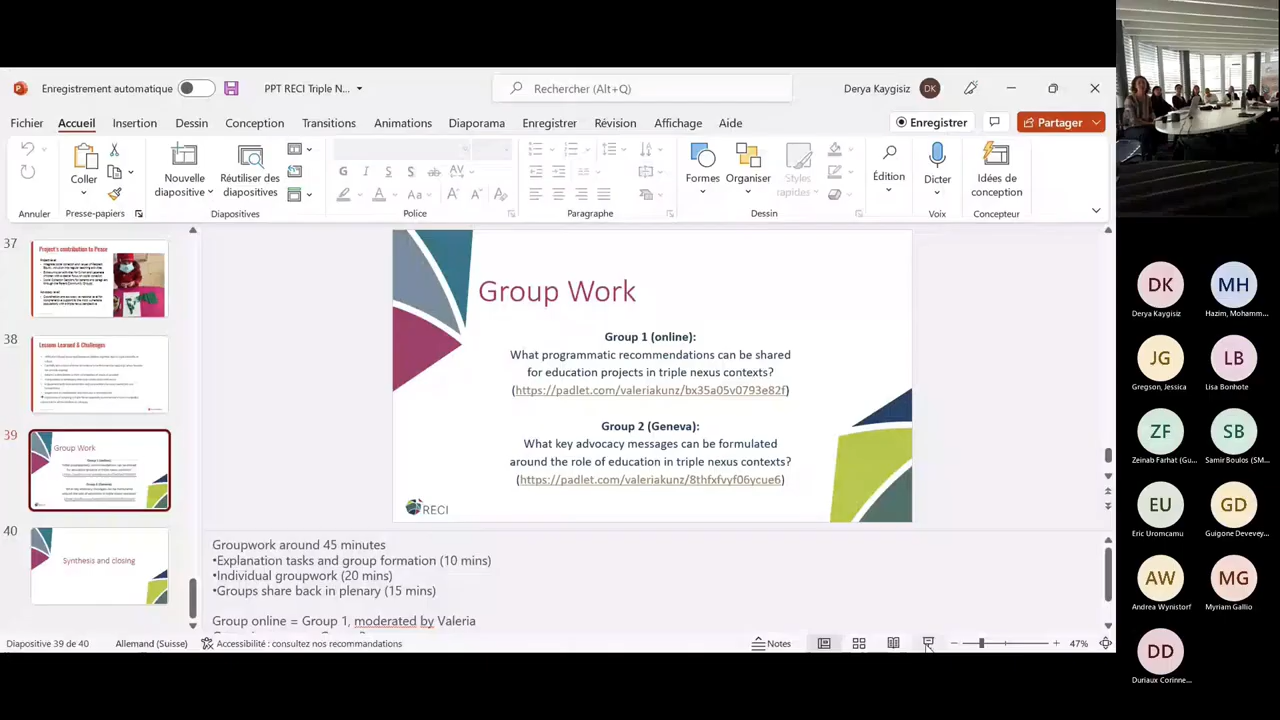 Enregistrement automatique
PPT RECI Triple N...
Rechercher (Alt+Q)
Derya Kaygisiz
DK
Fichier
Accueil
Insertion
Dessin
Conception
Transitions
Animations
Diaporama
Enregistrer
Révision
Affichage
Aide
Enregistrer
Partager
Coller
Nouvelle
diapositive
Réutiliser des
diapositives
Formes
Organiser
Styles
rapides
Édition
Dicter
Idées de
conception
Annuler
Presse-papiers
Diapositives
Police
Paragraphe
Dessin
Voix
Concepteur
37
Project's contribution to Peace
38
Lessons Learned & Challenges
39
Group Work
40
Synthesis and closing
Group Work
Group 1 (online):
What programmatic recommendations can be shared
for education projects in triple nexus contexts?
Group 2 (Geneva):
What key advocacy messages can be formulated
around the role of education in triple nexus contexts?
(https://padlet.com/valeriakunz/8thfxfvyf06ycue6)
RECI
Groupwork around 45 minutes
•Explanation tasks and group formation (10 mins)
•Individual groupwork (20 mins)
•Groups share back in plenary (15 mins)
Group online = Group 1, moderated by Valeria
Diapositive 39 de 40
Allemand (Suisse)
Accessibilité : consultez nos recommandations
Notes
47%
DK
Derya Kaygisiz
MH
Hazim, Mohamm...
JG
Gregson, Jessica
LB
Lisa Bonhote
ZF
Zeinab Farhat (Gu...
SB
Samir Boulos (SM...
EU
Eric Uromcamu
GD
Guigone Devevey...
AW
Andrea Wynistorf
MG
Myriam Gallio
DD
Duriaux Corinne...